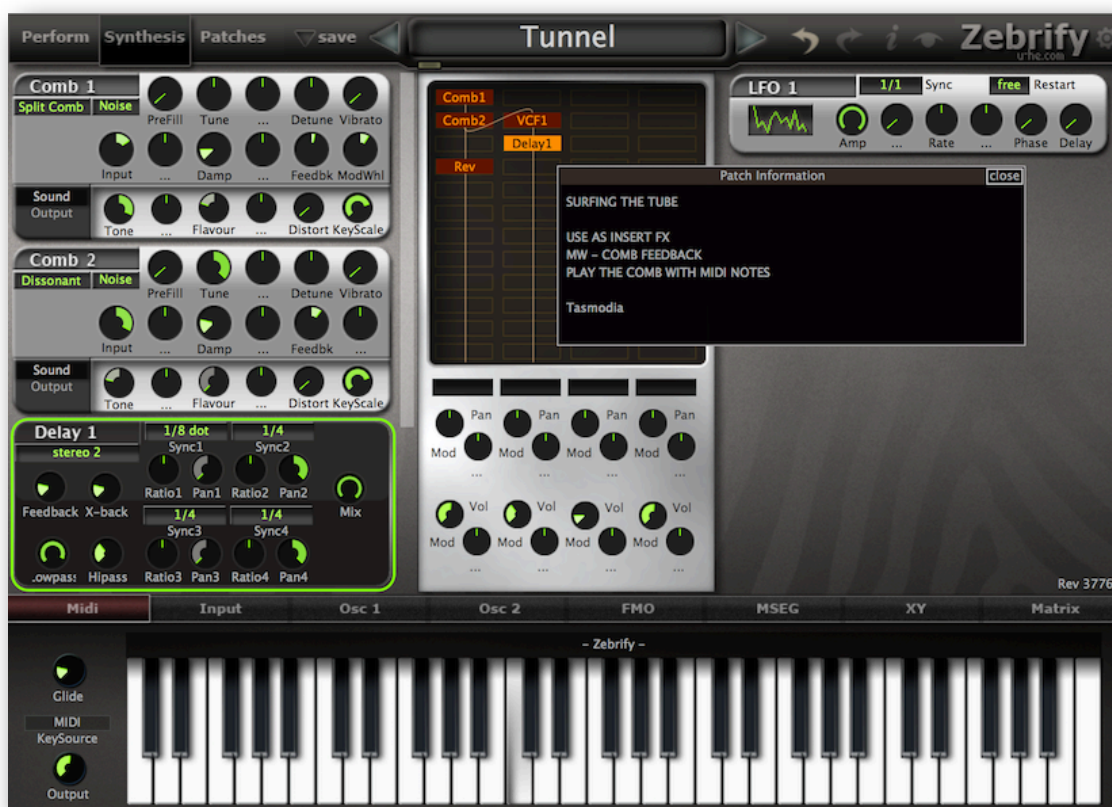 Perform Synthesis Patches save Tunnel i Zebrify
u-he.com
Comb 1
Split Comb Noise
PreFill Tune ... Detune Vibrato
Input ... Damp ... Feedbk ModWhl
Sound
Output
Tone ... Flavour ... Distort KeyScale
Comb 2
Dissonant Noise
PreFill Tune ... Detune Vibrato
Input ... Damp ... Feedbk ...
Sound
Output
Tone ... Flavour ... Distort KeyScale
Delay 1
stereo 2
1/8 dot 1/4
Sync1 Sync2
Feedback X-back Ratio1 Pan1 Ratio2 Pan2 Mix
1/4 1/4
Sync3 Sync4
.owpas: Hipass Ratio3 Pan3 Ratio4 Pan4
Comb1
Comb2 VCF1
Delay1
Rev
LFO 1 1/1 Sync free Restart
Amp ... Rate ... Phase Delay
Patch Information close
SURFING THE TUBE
USE AS INSERT FX
MW – COMB FEEDBACK
PLAY THE COMB WITH MIDI NOTES
Tasmodia
Pan Pan Pan Pan
Mod Mod Mod Mod
... ... ... ...
Vol Vol Vol Vol
Mod Mod Mod Mod
... ... ... ...
Rev 3776
Midi Input Osc 1 Osc 2 FMO MSEG XY Matrix
– Zebrify –
Glide
MIDI
KeySource
Output